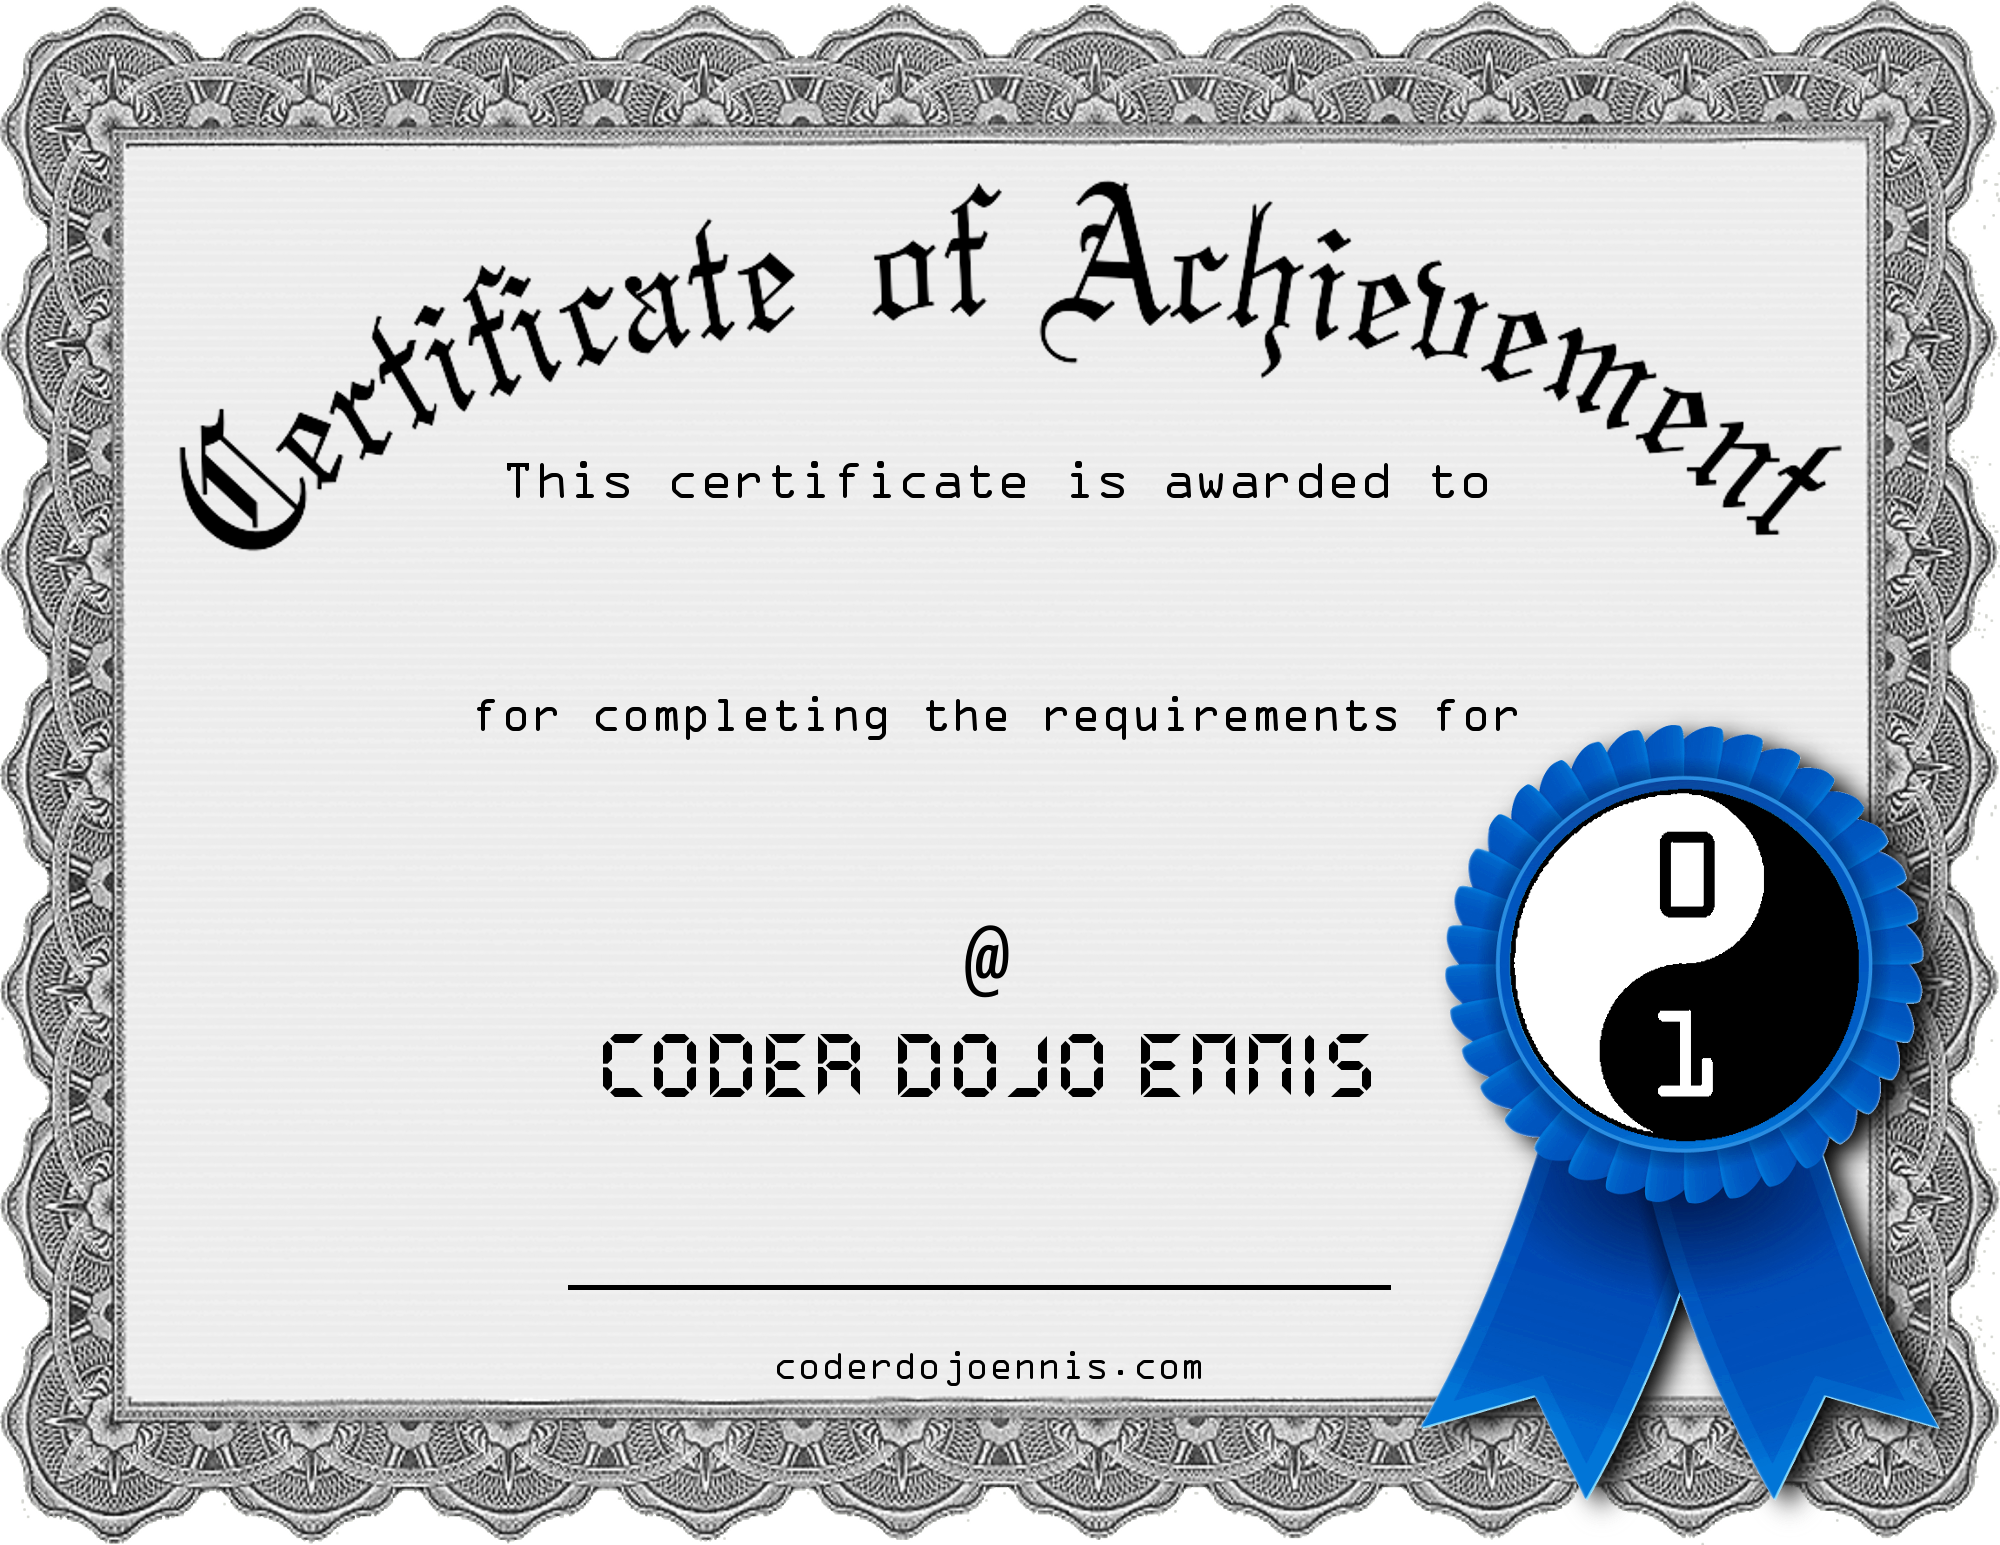 Certificate of Achievement
This certificate is awarded to
for completing the requirements for
@
CODER DOJO ENNIS
0
1
coderdojoennis.com